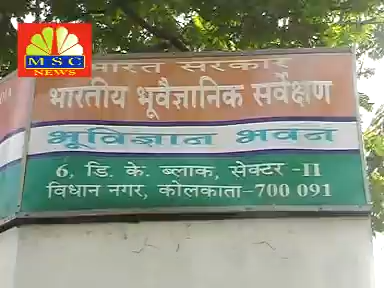 MSC
NEWS
भारत सरकार
भारतीय भूवैज्ञानिक सर्वेक्षण
भूविज्ञान भवन
6, डि. के. ब्लाक, सेक्टर -II
विधान नगर, कोलकाता-700 091